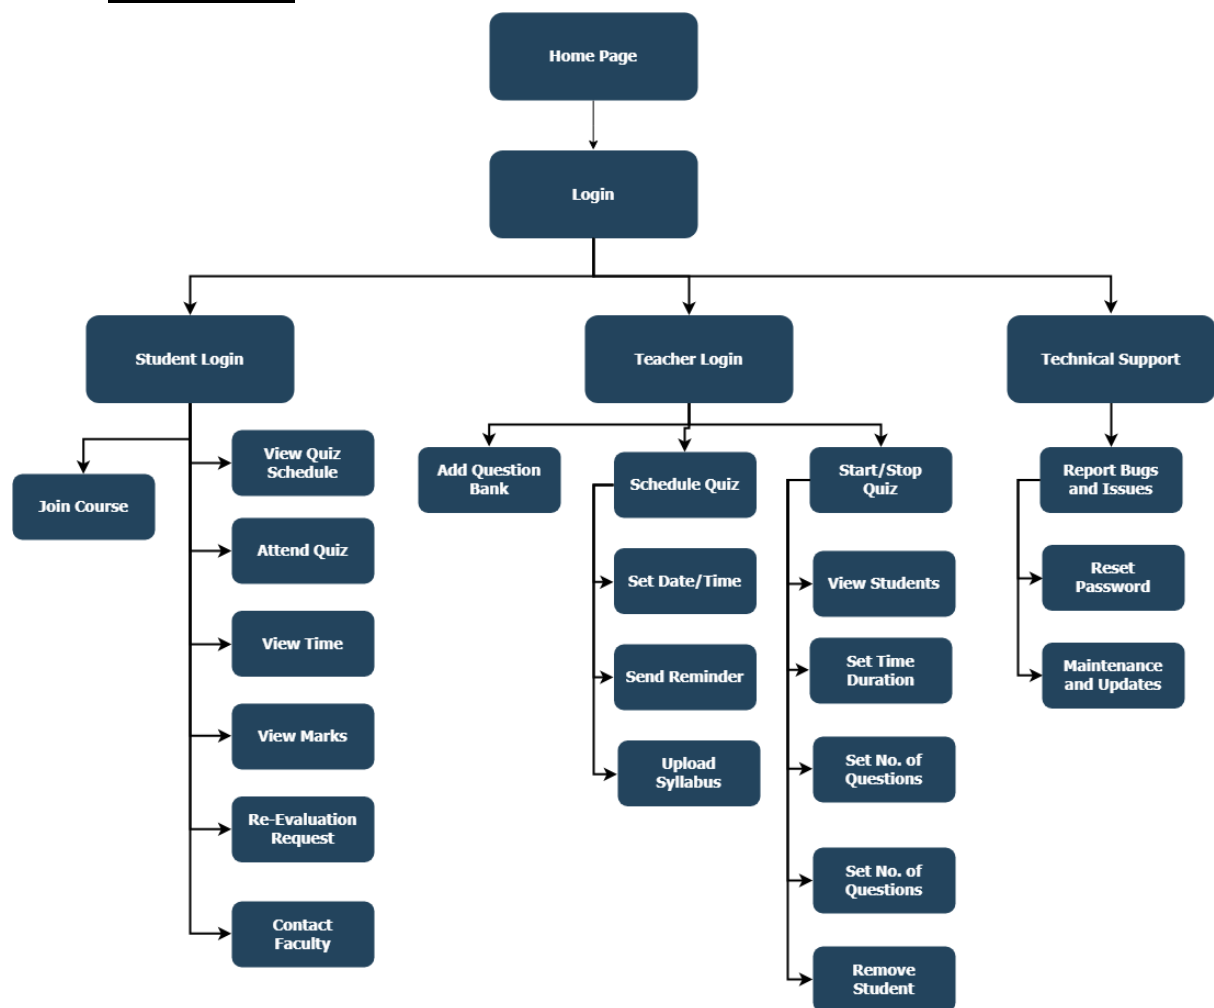 Home Page
Login
Student Login
Teacher Login
Technical Support
Join Course
View Quiz
Schedule
Attend Quiz
View Time
View Marks
Re-Evaluation
Request
Contact
Faculty
Add Question
Bank
Schedule Quiz
Set Date/Time
Send Reminder
Upload
Syllabus
Start/Stop
Quiz
View Students
Set Time
Duration
Set No. of
Questions
Set No. of
Questions
Remove
Student
Report Bugs
and Issues
Reset
Password
Maintenance
and Updates